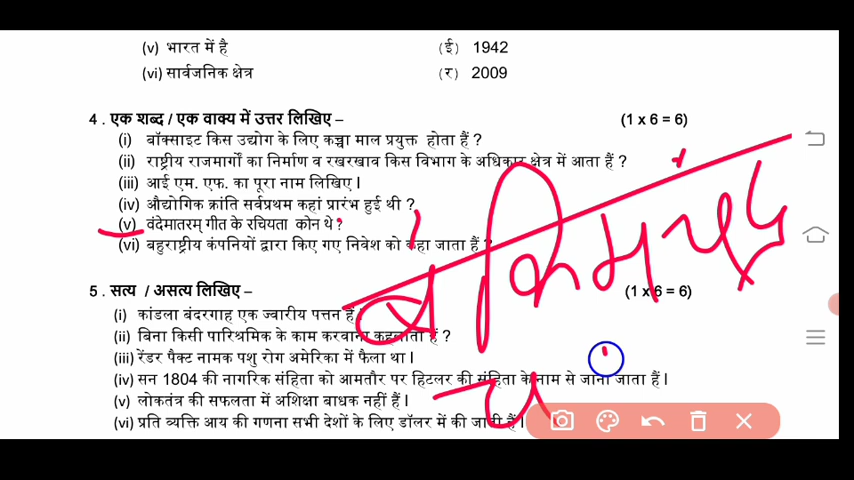 (v) भारत में है (ई) 1942
(vi) सार्वजनिक क्षेत्र (र) 2009
4 . एक शब्द / एक वाक्य में उत्तर लिखिए – (1 x 6 = 6)
(i) बॉक्साइट किस उद्योग के लिए कच्चा माल प्रयुक्त होता हैं ?
(ii) राष्ट्रीय राजमार्गो का निर्माण व रखरखाव किस विभाग के अधिकार क्षेत्र में आता हैं ?
(iii) आई एम. एफ. का पूरा नाम लिखिए I
(iv) औद्योगिक क्रांति सर्वप्रथम कहां प्रारंभ हुई थी ?
(v) वंदेमातरम् गीत के रचियता कोन थे ?
(vi) बहुराष्ट्रीय कंपनियों द्वारा किए गए निवेश को कहा जाता हैं ?
बंकिमचंद्र
5 . सत्य / असत्य लिखिए – (1 x 6 = 6)
(i) कांडला बंदरगाह एक ज्वारीय पत्तन हैं I
(ii) बिना किसी पारिश्रमिक के काम करवाना कहलाता हैं ?
(iii) रेंडर पैक्ट नामक पशु रोग अमेरिका में फैला था I
(iv) सन 1804 की नागरिक संहिता को आमतौर पर हिटलर की संहिता के नाम से जाना जाता हैं I
(v) लोकतंत्र की सफलता में अशिक्षा बाधक नहीं हैं I
च
(vi) प्रति व्यक्ति आय की गणना सभी देशों के लिए डॉलर में की जाती हैं I